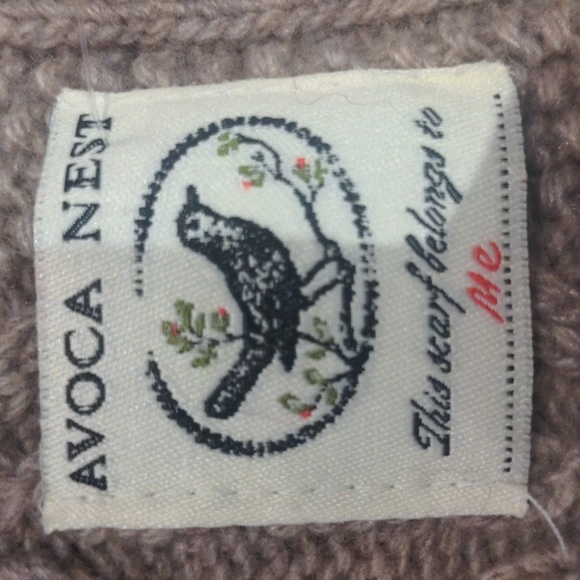 AVOCA NEST
This scarf belongs to
Me